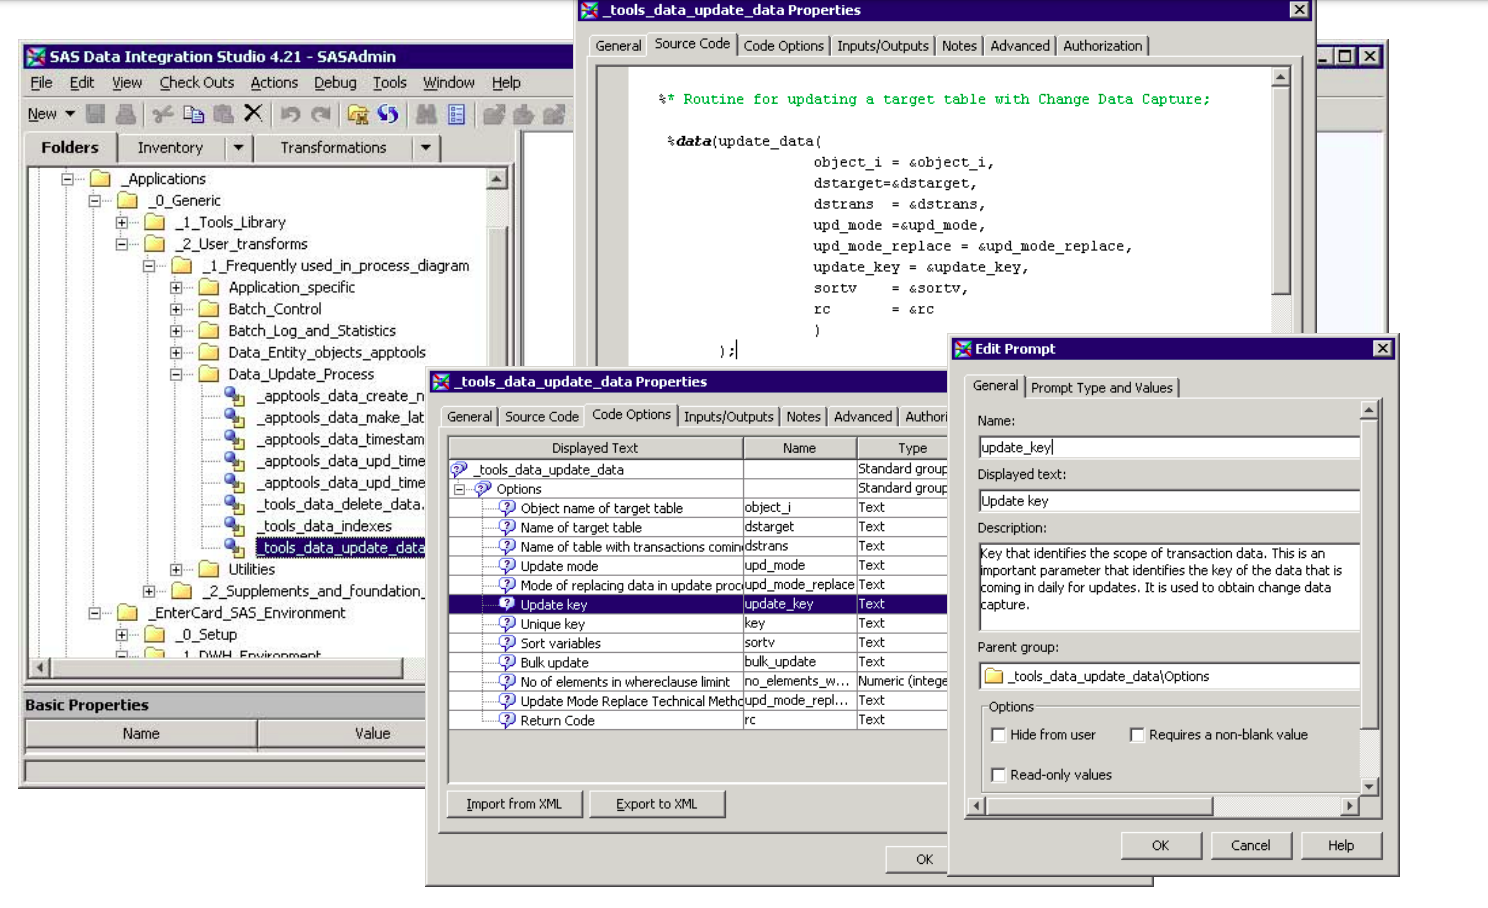 _tools_data_update_data Properties
General Source Code Code Options Inputs/Outputs Notes Advanced Authorization
%* Routine for updating a target table with Change Data Capture;
%data(update_data(
object_i = &object_i,
dstarget=&dstarget,
dstrans = &dstrans,
upd_mode =&upd_mode,
upd_mode_replace = &upd_mode_replace,
update_key = &update_key,
sortv = &sortv,
rc = &rc
)
);
SAS Data Integration Studio 4.21 - SASAdmin
File Edit View Check Outs Actions Debug Tools Window Help
New
Folders Inventory Transformations
_Applications
_0_Generic
_1_Tools_Library
_2_User_transforms
_1_Frequently used_in_process_diagram
Application_specific
Batch_Control
Batch_Log_and_Statistics
Data_Entity_objects_apptools
Data_Update_Process
_apptools_data_create_n
_apptools_data_make_lat
_apptools_data_timestam
_apptools_data_upd_time
_apptools_data_upd_time
_tools_data_delete_data.
_tools_data_indexes
_tools_data_update_data
Utilities
_2_Supplements_and_foundation_
_EnterCard_SAS_Environment
_0_Setup
_1_DWH_Environment
Basic Properties
Name Value
_tools_data_update_data Properties
General Source Code Code Options Inputs/Outputs Notes Advanced Authori
Displayed Text Name Type
_tools_data_update_data Standard group
Options Standard group
Object name of target table object_i Text
Name of target table dstarget Text
Name of table with transactions comin dstrans Text
Update mode upd_mode Text
Mode of replacing data in update proc upd_mode_replace Text
Update key update_key Text
Unique key key Text
Sort variables sortv Text
Bulk update bulk_update Text
No of elements in whereclause limint no_elements_w... Numeric (intege
Update Mode Replace Technical Metho upd_mode_repl... Text
Return Code rc Text
Import from XML Export to XML
OK
Edit Prompt
General Prompt Type and Values
Name:
update_key
Displayed text:
Update key
Description:
Key that identifies the scope of transaction data. This is an
important parameter that identifies the key of the data that is
coming in daily for updates. It is used to obtain change data
capture.
Parent group:
_tools_data_update_data\Options
Options
Hide from user Requires a non-blank value
Read-only values
OK Cancel Help